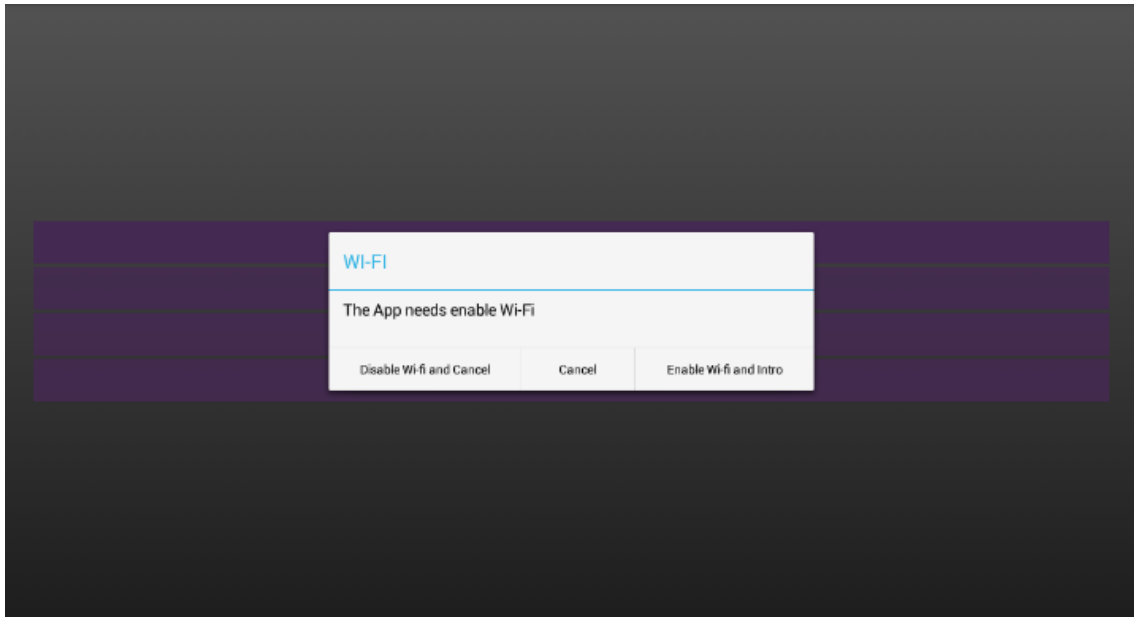 WI-FI
The App needs enable Wi-Fi
Disable Wi-fi and Cancel
Cancel
Enable Wi-fi and Intro